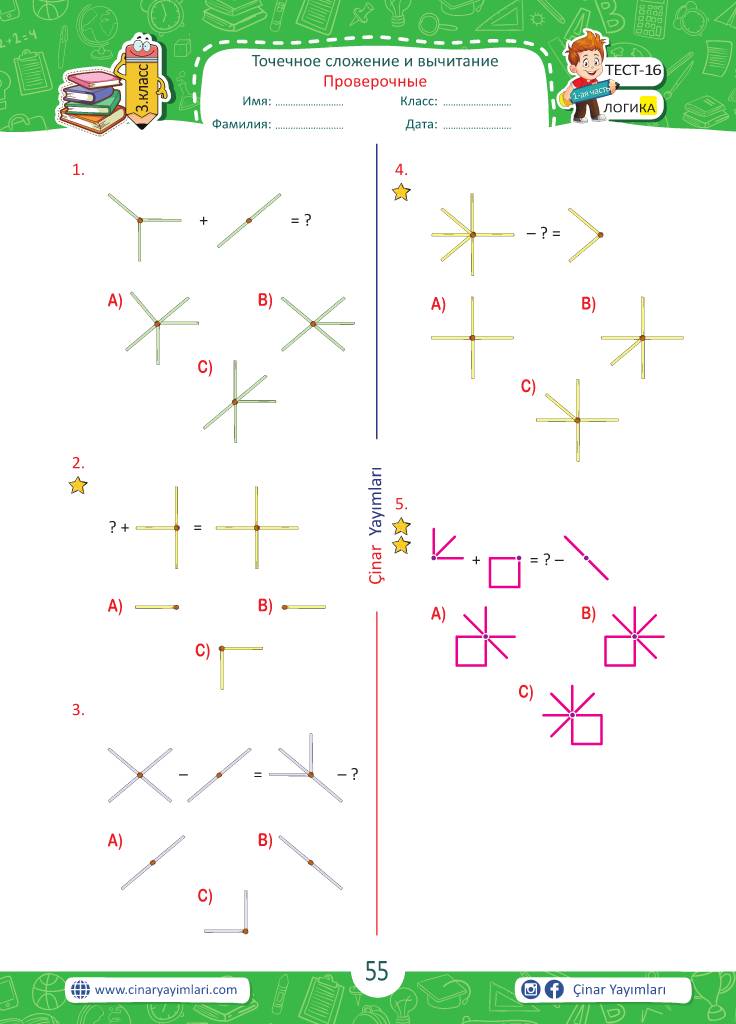 Точечное сложение и вычитание
Проверочные
Имя: ........................ Класс: ........................
Фамилия: ........................ Дата: ........................
3.класс
ТЕСТ-16
1-ая часть
ЛОГИКА
1.
+ = ?
A) B)
C)
2.
? + =
A) B)
C)
3.
– = – ?
A) B)
C)
4.
– ? =
A) B)
C)
5.
+ = ? –
A) B)
C)
Çinar Yayımları
www.cinaryayimlari.com
55
Çinar Yayımları